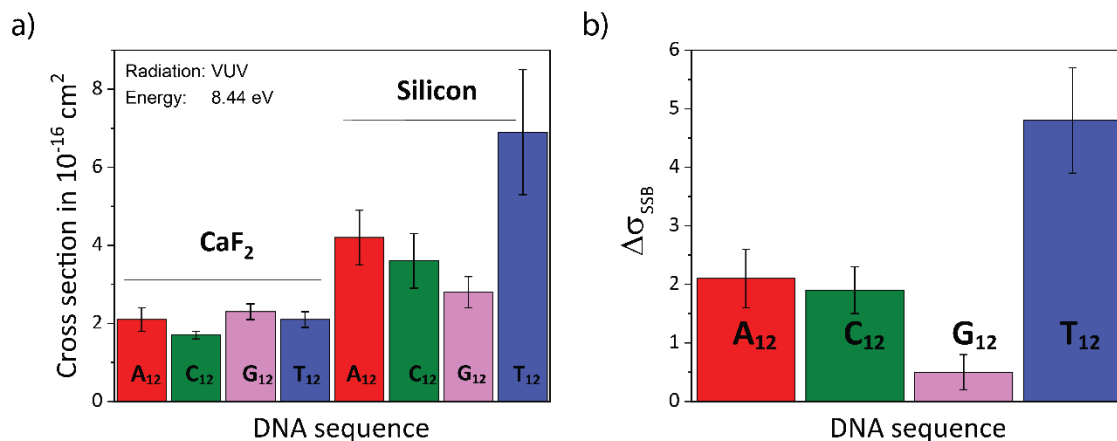 a)
Cross section in 10⁻¹⁶ cm²
8
6
4
2
0
Radiation: VUV
Energy: 8.44 eV
Silicon
CaF₂
A₁₂ C₁₂ G₁₂ T₁₂ A₁₂ C₁₂ G₁₂ T₁₂
DNA sequence
b)
Δσ_SSB
6
5
4
3
2
1
0
A₁₂ C₁₂ G₁₂ T₁₂
DNA sequence